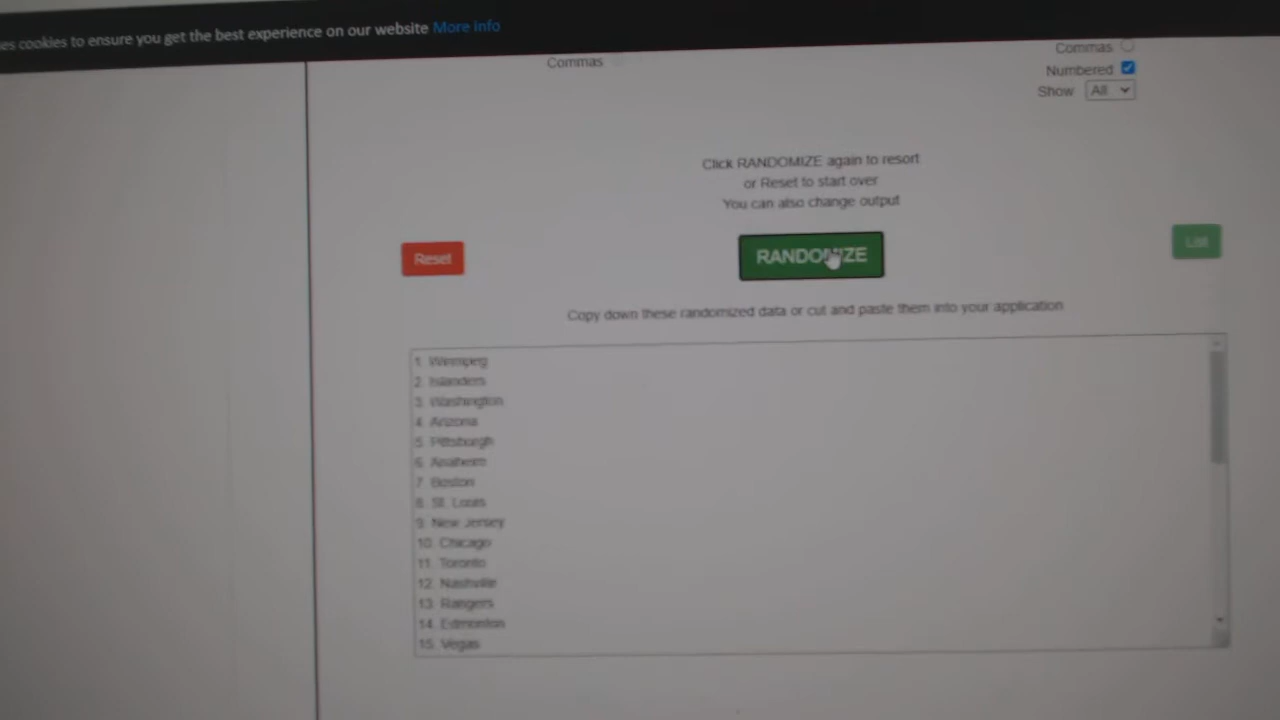 es cookies to ensure you get the best experience on our website More info
Commas
Commas
Numbered
Show All
Click RANDOMIZE again to resort
or Reset to start over
You can also change output
Reset
RANDOMIZE
List
Copy down these randomized data or cut and paste them into your application
1. Winnipeg
2. Islanders
3. Washington
4. Arizona
5. Pittsburgh
6. Anaheim
7. Boston
8. St. Louis
9. New Jersey
10. Chicago
11. Toronto
12. Nashville
13. Rangers
14. Edmonton
15. Vegas